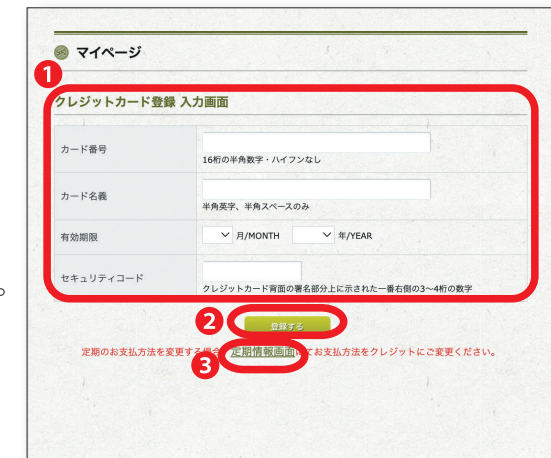 マイページ
1
クレジットカード登録 入力画面
カード番号
16桁の半角数字・ハイフンなし
カード名義
半角英字、半角スペースのみ
有効期限 月/MONTH 年/YEAR
セキュリティコード
クレジットカード背面の署名部分上に示された一番右側の3~4桁の数字
。
2 登録する
定期のお支払方法を変更する場合 定期情報画面にてお支払方法をクレジットにご変更ください。
3